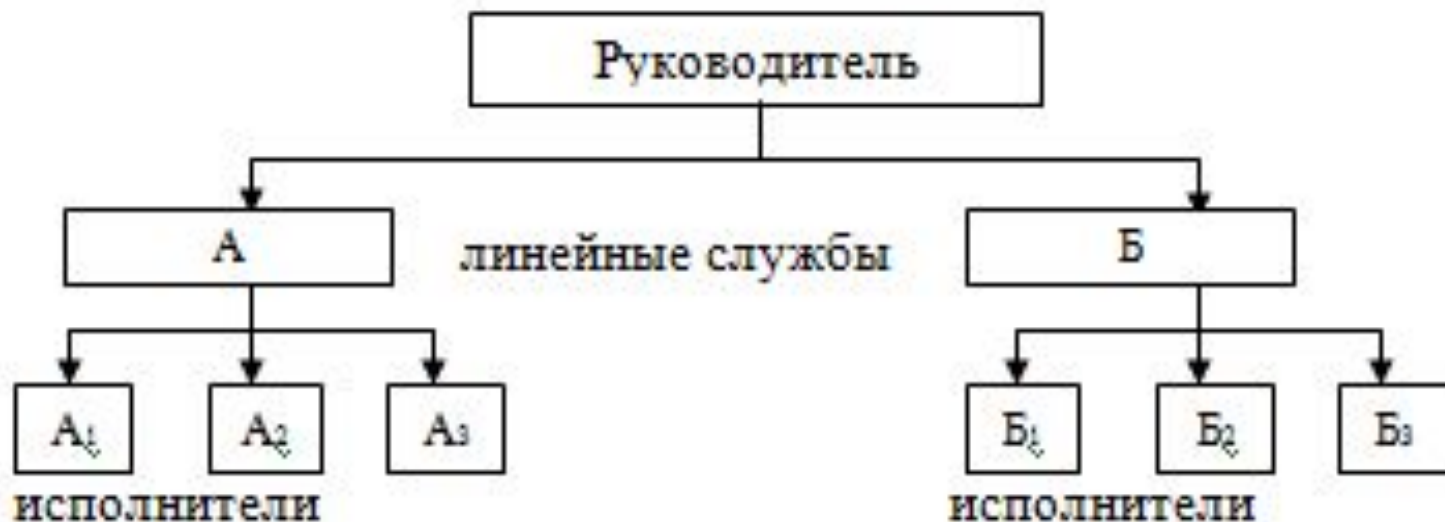 Руководитель
А
линейные службы
Б
А1
А2
А3
Б1
Б2
Б3
исполнители
исполнители